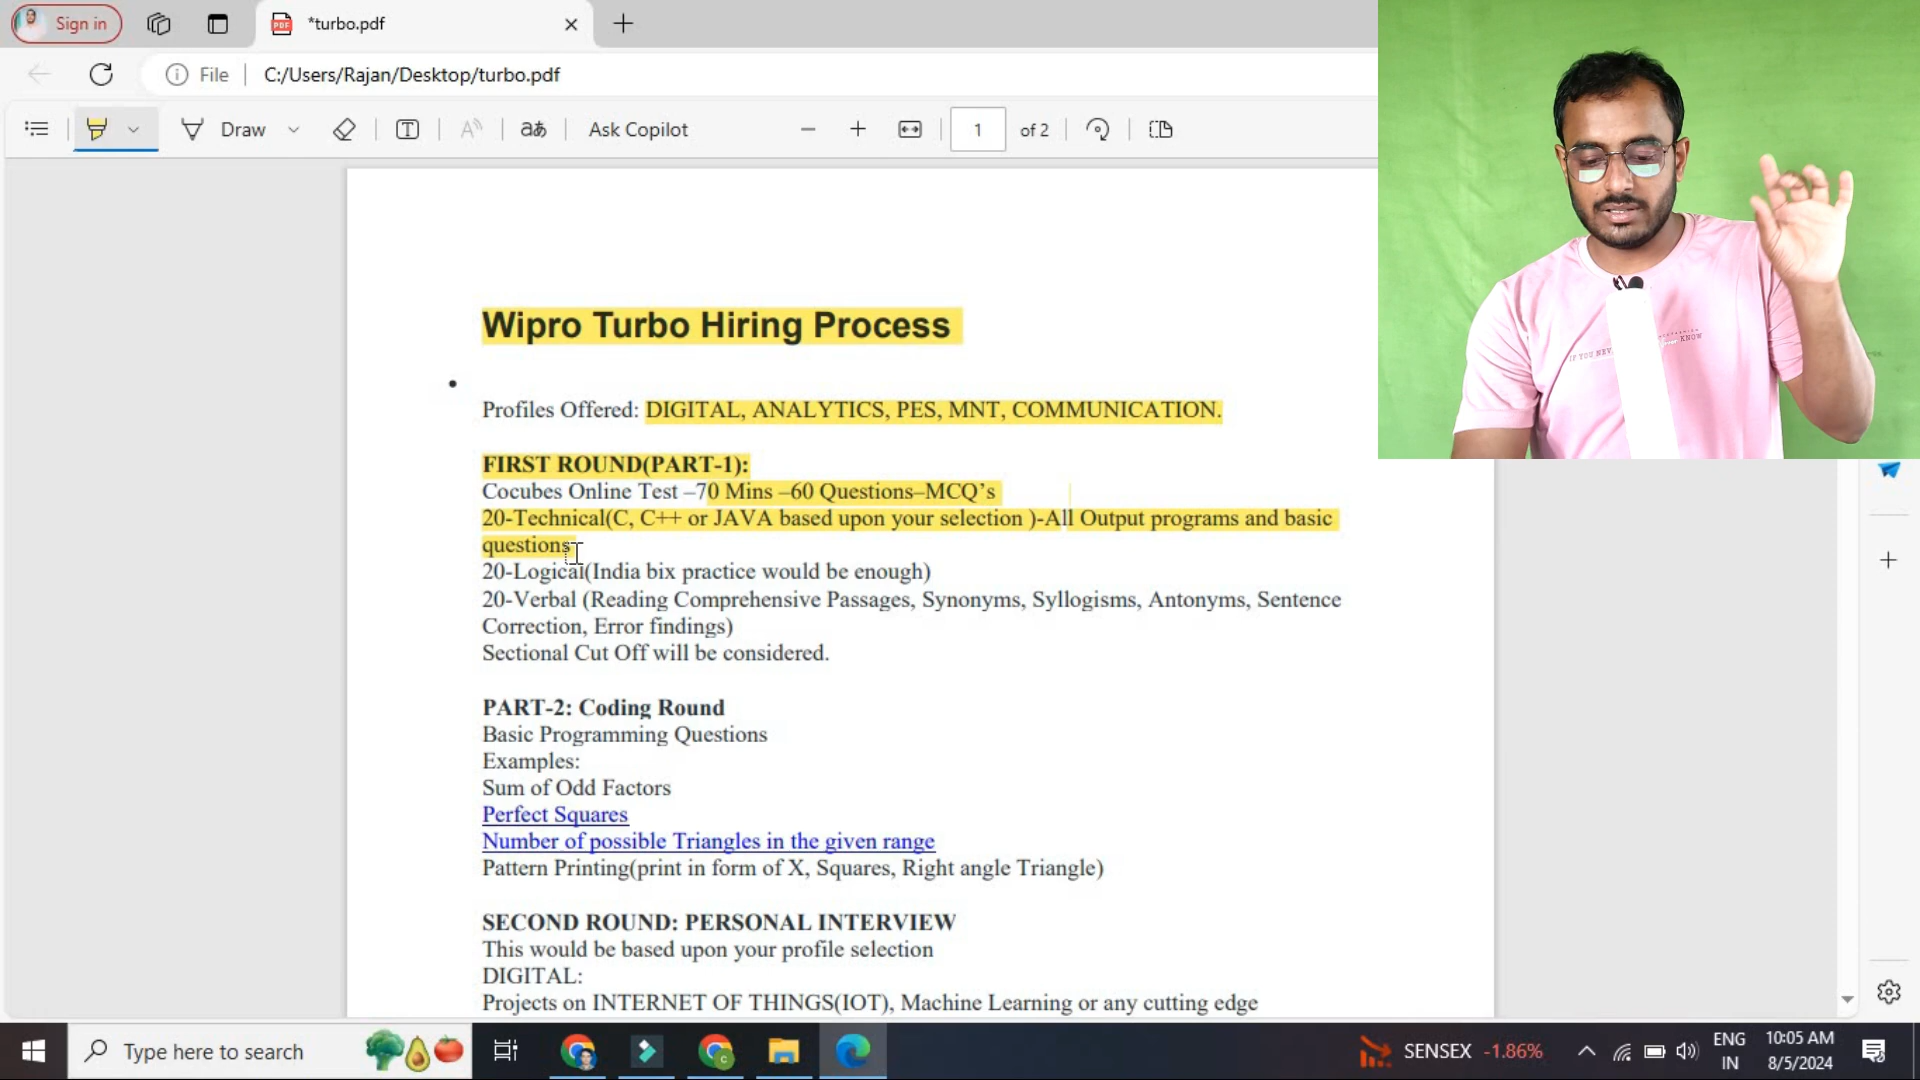 Sign in
*turbo.pdf
File
C:/Users/Rajan/Desktop/turbo.pdf
Draw
Ask Copilot
1
of 2
Wipro Turbo Hiring Process
Profiles Offered: DIGITAL, ANALYTICS, PES, MNT, COMMUNICATION.
FIRST ROUND(PART-1):
Cocubes Online Test –70 Mins –60 Questions–MCQ’s
20-Technical(C, C++ or JAVA based upon your selection )-All Output programs and basic
questions
20-Logical(India bix practice would be enough)
20-Verbal (Reading Comprehensive Passages, Synonyms, Syllogisms, Antonyms, Sentence
Correction, Error findings)
Sectional Cut Off will be considered.
PART-2: Coding Round
Basic Programming Questions
Examples:
Sum of Odd Factors
Perfect Squares
Number of possible Triangles in the given range
Pattern Printing(print in form of X, Squares, Right angle Triangle)
SECOND ROUND: PERSONAL INTERVIEW
This would be based upon your profile selection
DIGITAL:
Projects on INTERNET OF THINGS(IOT), Machine Learning or any cutting edge
IF YOU NEV
KNOW
Type here to search
SENSEX -1.86%
ENG
IN
10:05 AM
8/5/2024